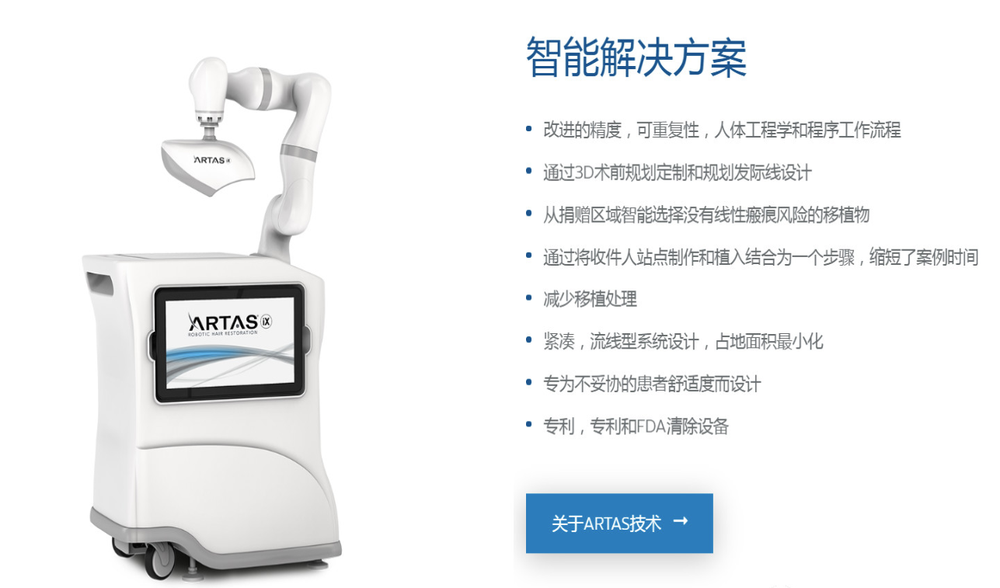 智能解决方案
改进的精度，可重复性，人体工程学和程序工作流程
通过3D术前规划定制和规划发际线设计
从捐赠区域智能选择没有线性瘢痕风险的移植物
通过将收件人站点制作和植入结合为一个步骤，缩短了案例时间
减少移植处理
紧凑，流线型系统设计，占地面积最小化
专为不妥协的患者舒适度而设计
专利，专利和FDA清除设备
关于ARTAS技术 →
ARTAS iX
ARTAS iX
ROBOTIC HAIR RESTORATION